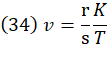 (34) v = r K / s T